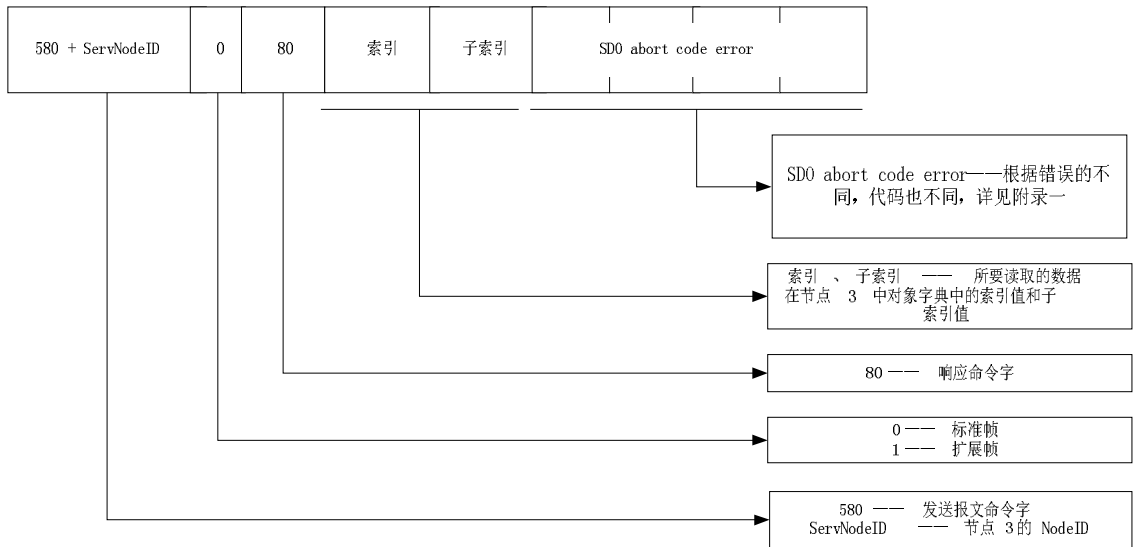 580 + ServNodeID 0 80 索引 子索引 SDO abort code error
SDO abort code error——根据错误的不
同，代码也不同，详见附录一
索引 、 子索引 —— 所要读取的数据
在节点 3 中对象字典中的索引值和子
索引值
80 —— 响应命令字
0 —— 标准帧
1 —— 扩展帧
580 —— 发送报文命令字
ServNodeID —— 节点 3的 NodeID